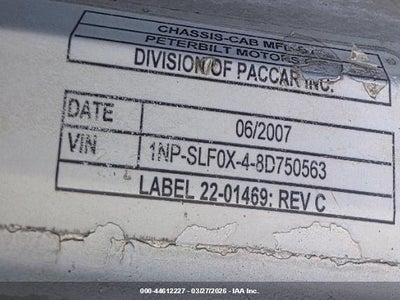 CHASSIS-CAB MFD
PETERBILT MOTORS
DIVISION OF PACCAR INC.
DATE 06/2007
VIN 1NP-SLF0X-4-8D750563
LABEL 22-01469: REV C
000-44612227 - 03/27/2026 - IAA Inc.